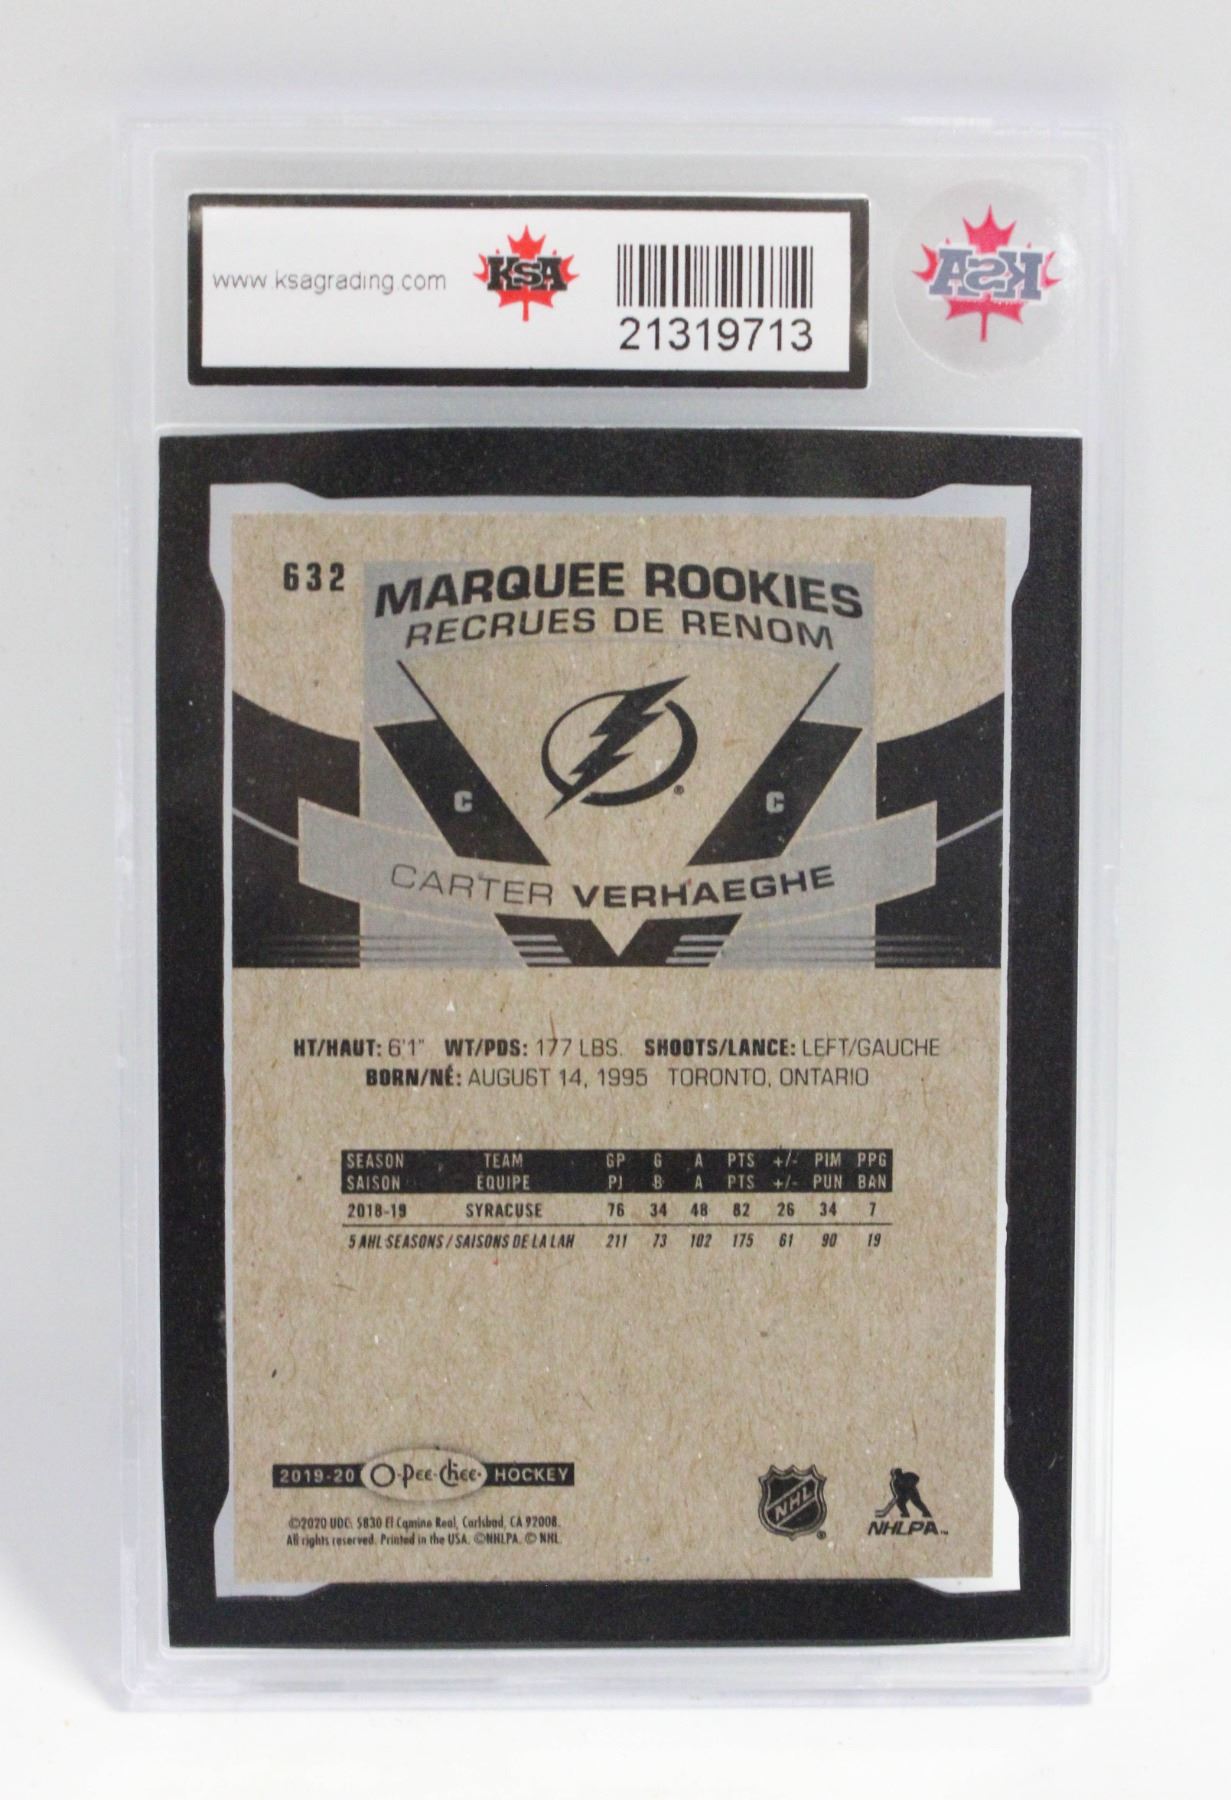 www.ksagrading.com
KSA
21319713
KSA
632
MARQUEE ROOKIES
RECRUES DE RENOM
C
C
CARTER VERHAEGHE
HT/HAUT: 6'1" WT/PDS: 177 LBS. SHOOTS/LANCE: LEFT/GAUCHE
BORN/NÉ: AUGUST 14, 1995 TORONTO, ONTARIO
SEASON TEAM GP G A PTS +/- PIM PPG
SAISON ÉQUIPE PJ B A PTS +/- PUN BAN
2018-19 SYRACUSE 76 34 48 82 26 34 7
5 AHL SEASONS / SAISONS DE LA LAH 211 73 102 175 61 90 19
2019-20 O-Pee-Chee HOCKEY
©2020 UDC. 5830 El Camino Real, Carlsbad, CA 92008.
All rights reserved. Printed in the USA. ©NHLPA. © NHL.
NHL
NHLPA